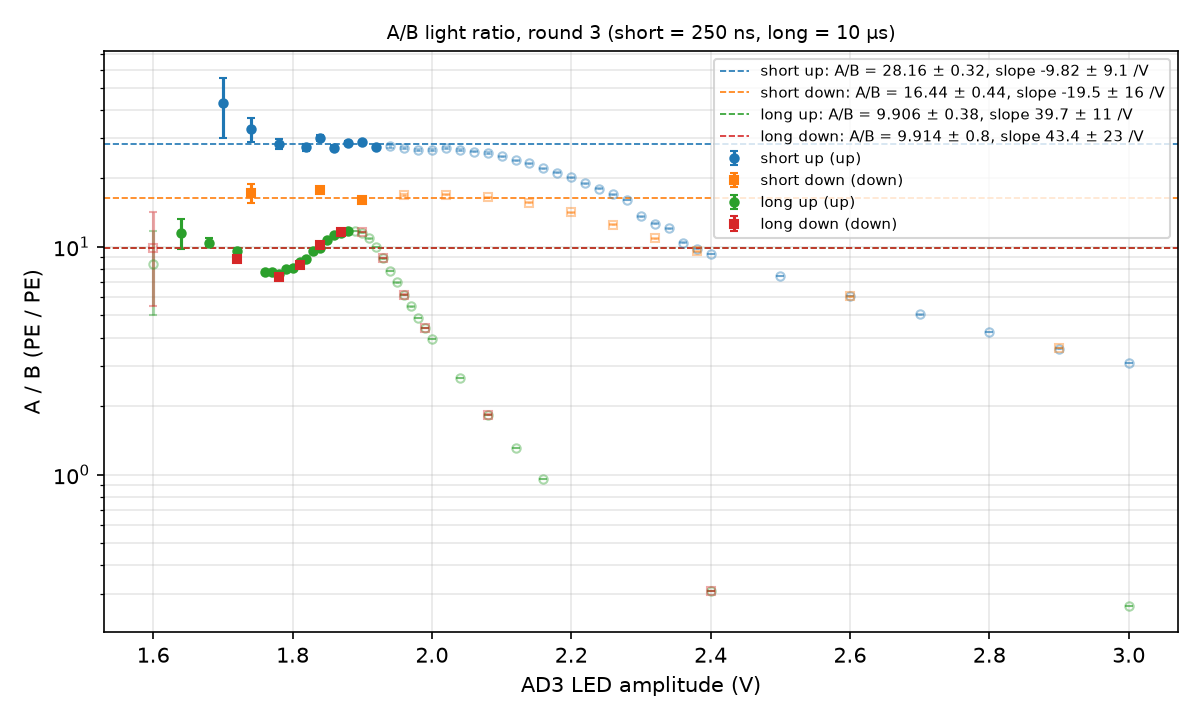 A/B light ratio, round 3 (short = 250 ns, long = 10 µs)
short up: A/B = 28.16 ± 0.32, slope -9.82 ± 9.1 /V
short down: A/B = 16.44 ± 0.44, slope -19.5 ± 16 /V
long up: A/B = 9.906 ± 0.38, slope 39.7 ± 11 /V
long down: A/B = 9.914 ± 0.8, slope 43.4 ± 23 /V
short up (up)
short down (down)
long up (up)
long down (down)
A / B (PE / PE)
10¹
10⁰
1.6 1.8 2.0 2.2 2.4 2.6 2.8 3.0
AD3 LED amplitude (V)